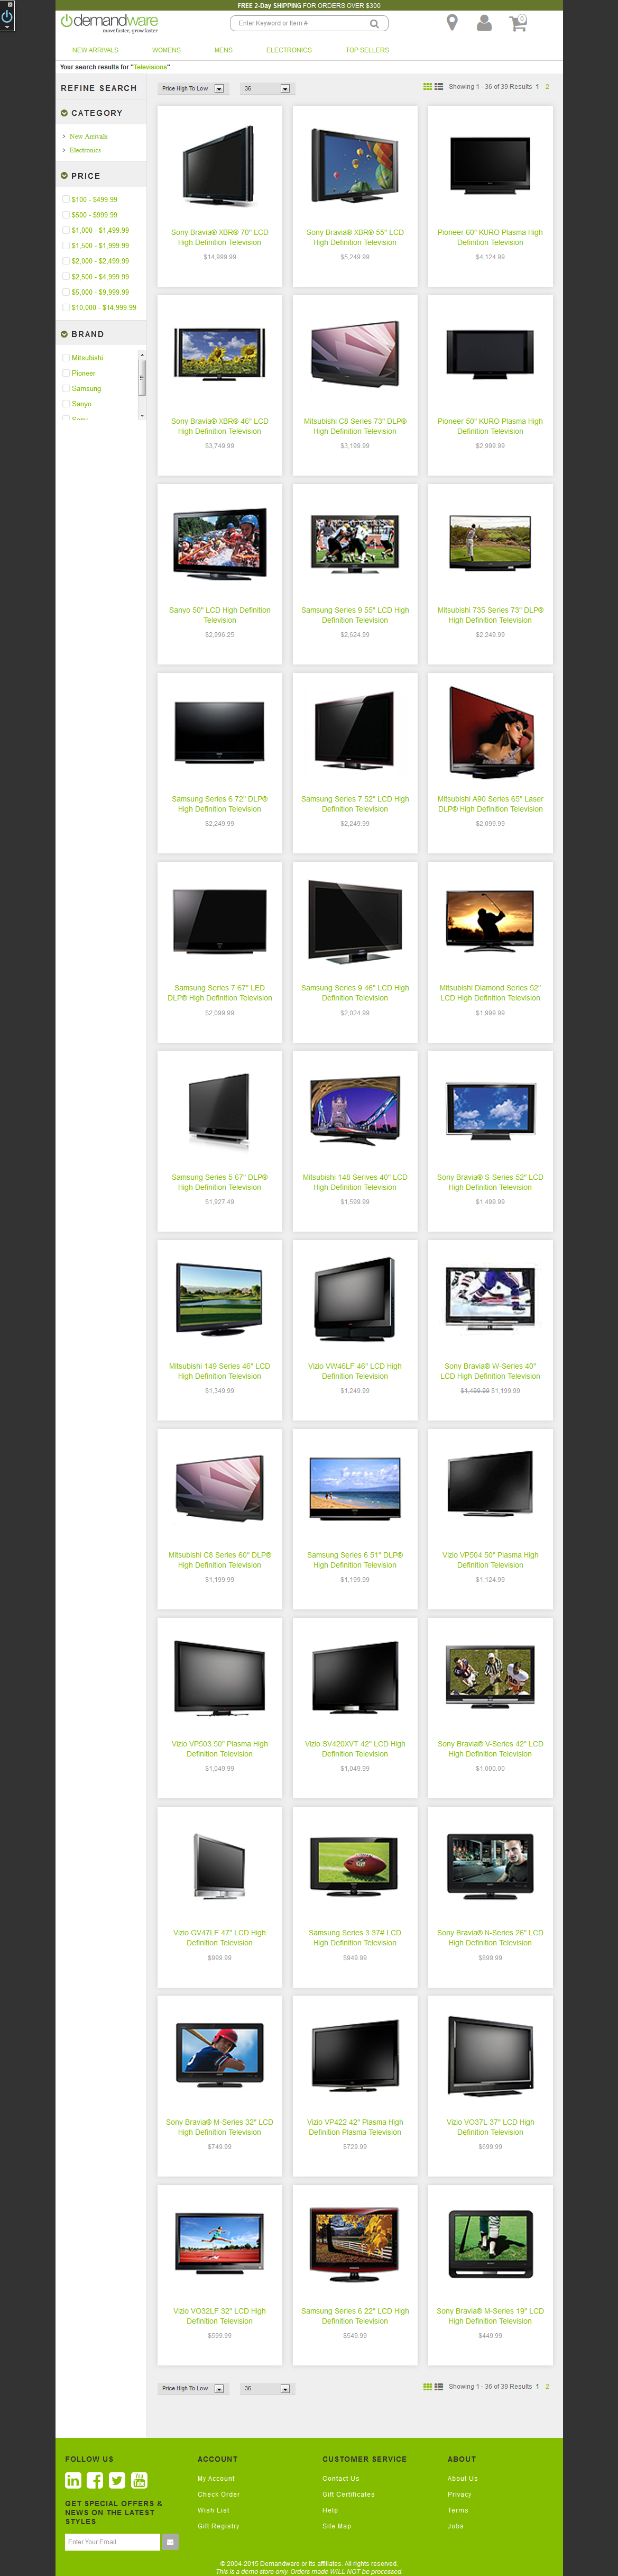 FREE 2-Day SHIPPING FOR ORDERS OVER $300
demandware
move faster, grow faster
Enter Keyword or Item #
0
NEW ARRIVALS WOMENS MENS ELECTRONICS TOP SELLERS
Your search results for "Televisions"
REFINE SEARCH
CATEGORY
New Arrivals
Electronics
PRICE
$100 - $499.99
$500 - $999.99
$1,000 - $1,499.99
$1,500 - $1,999.99
$2,000 - $2,499.99
$2,500 - $4,999.99
$5,000 - $9,999.99
$10,000 - $14,999.99
BRAND
Mitsubishi
Pioneer
Samsung
Sanyo
Sony
Price High To Low 36 Showing 1 - 36 of 39 Results 1 2
Sony Bravia® XBR® 70" LCD
High Definition Television
$14,999.99
Sony Bravia® XBR® 55" LCD
High Definition Television
$5,249.99
Pioneer 60" KURO Plasma High
Definition Television
$4,124.99
Sony Bravia® XBR® 46" LCD
High Definition Television
$3,749.99
Mitsubishi C8 Series 73" DLP®
High Definition Television
$3,199.99
Pioneer 50" KURO Plasma High
Definition Television
$2,999.99
Sanyo 50" LCD High Definition
Television
$2,996.25
Samsung Series 9 55" LCD High
Definition Television
$2,624.99
Mitsubishi 735 Series 73" DLP®
High Definition Television
$2,249.99
Samsung Series 6 72" DLP®
High Definition Television
$2,249.99
Samsung Series 7 52" LCD High
Definition Television
$2,249.99
Mitsubishi A90 Series 65" Laser
DLP® High Definition Television
$2,099.99
Samsung Series 7 67" LED
DLP® High Definition Television
$2,099.99
Samsung Series 9 46" LCD High
Definition Television
$2,024.99
Mitsubishi Diamond Series 52"
LCD High Definition Television
$1,999.99
Samsung Series 5 67" DLP®
High Definition Television
$1,927.49
Mitsubishi 148 Serives 40" LCD
High Definition Television
$1,599.99
Sony Bravia® S-Series 52" LCD
High Definition Television
$1,499.99
Mitsubishi 149 Series 46" LCD
High Definition Television
$1,349.99
Vizio VW46LF 46" LCD High
Definition Television
$1,249.99
Sony Bravia® W-Series 40"
LCD High Definition Television
$1,499.99 $1,199.99
Mitsubishi C8 Series 60" DLP®
High Definition Television
$1,199.99
Samsung Series 6 51" DLP®
High Definition Television
$1,199.99
Vizio VP504 50" Plasma High
Definition Television
$1,124.99
Vizio VP503 50" Plasma High
Definition Television
$1,049.99
Vizio SV420XVT 42" LCD High
Definition Television
$1,049.99
Sony Bravia® V-Series 42" LCD
High Definition Television
$1,000.00
Vizio GV47LF 47" LCD High
Definition Television
$999.99
Samsung Series 3 37# LCD
High Definition Television
$949.99
Sony Bravia® N-Series 26" LCD
High Definition Television
$899.99
Sony Bravia® M-Series 32" LCD
High Definition Television
$749.99
Vizio VP422 42" Plasma High
Definition Plasma Television
$729.99
Vizio VO37L 37" LCD High
Definition Television
$699.99
Vizio VO32LF 32" LCD High
Definition Television
$599.99
Samsung Series 6 22" LCD High
Definition Television
$549.99
Sony Bravia® M-Series 19" LCD
High Definition Television
$449.99
Price High To Low 36 Showing 1 - 36 of 39 Results 1 2
FOLLOW US
GET SPECIAL OFFERS &
NEWS ON THE LATEST
STYLES
Enter Your Email
ACCOUNT
My Account
Check Order
Wish List
Gift Registry
CUSTOMER SERVICE
Contact Us
Gift Certificates
Help
Site Map
ABOUT
About Us
Privacy
Terms
Jobs
© 2004-2015 Demandware or its affiliates. All rights reserved.
This is a demo store only. Orders made WILL NOT be processed.